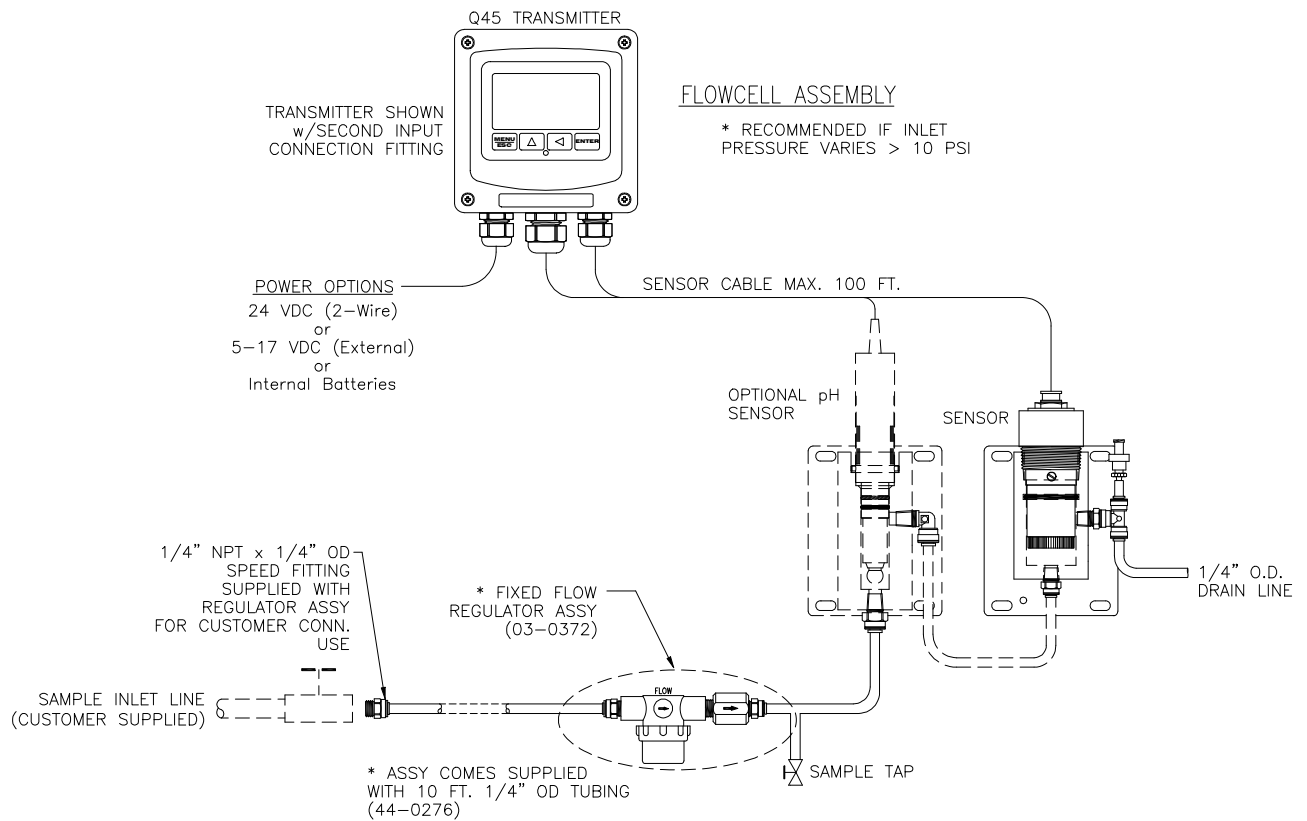 Q45 TRANSMITTER
TRANSMITTER SHOWN
w/SECOND INPUT
CONNECTION FITTING
MENU
ESC
ENTER
FLOWCELL ASSEMBLY
* RECOMMENDED IF INLET
PRESSURE VARIES > 10 PSI
POWER OPTIONS
24 VDC (2-Wire)
or
5-17 VDC (External)
or
Internal Batteries
SENSOR CABLE MAX. 100 FT.
OPTIONAL pH
SENSOR
SENSOR
1/4" O.D.
DRAIN LINE
1/4" NPT x 1/4" OD
SPEED FITTING
SUPPLIED WITH
REGULATOR ASSY
FOR CUSTOMER CONN.
USE
* FIXED FLOW
REGULATOR ASSY
(03-0372)
SAMPLE INLET LINE
(CUSTOMER SUPPLIED)
FLOW
SAMPLE TAP
* ASSY COMES SUPPLIED
WITH 10 FT. 1/4" OD TUBING
(44-0276)